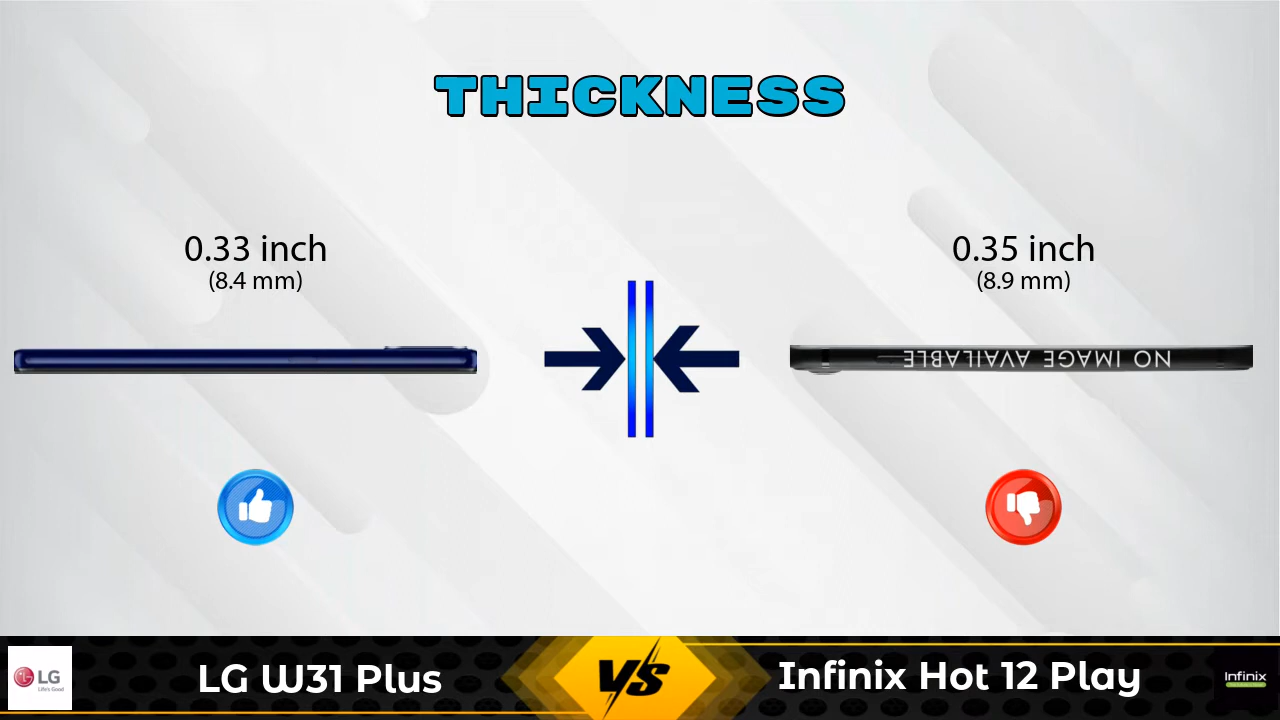 THICKNESS
0.33 inch
(8.4 mm)
0.35 inch
(8.9 mm)
NO IMAGE AVAILABLE
LG
Life's Good
LG W31 Plus
VS
Infinix Hot 12 Play
Infinix